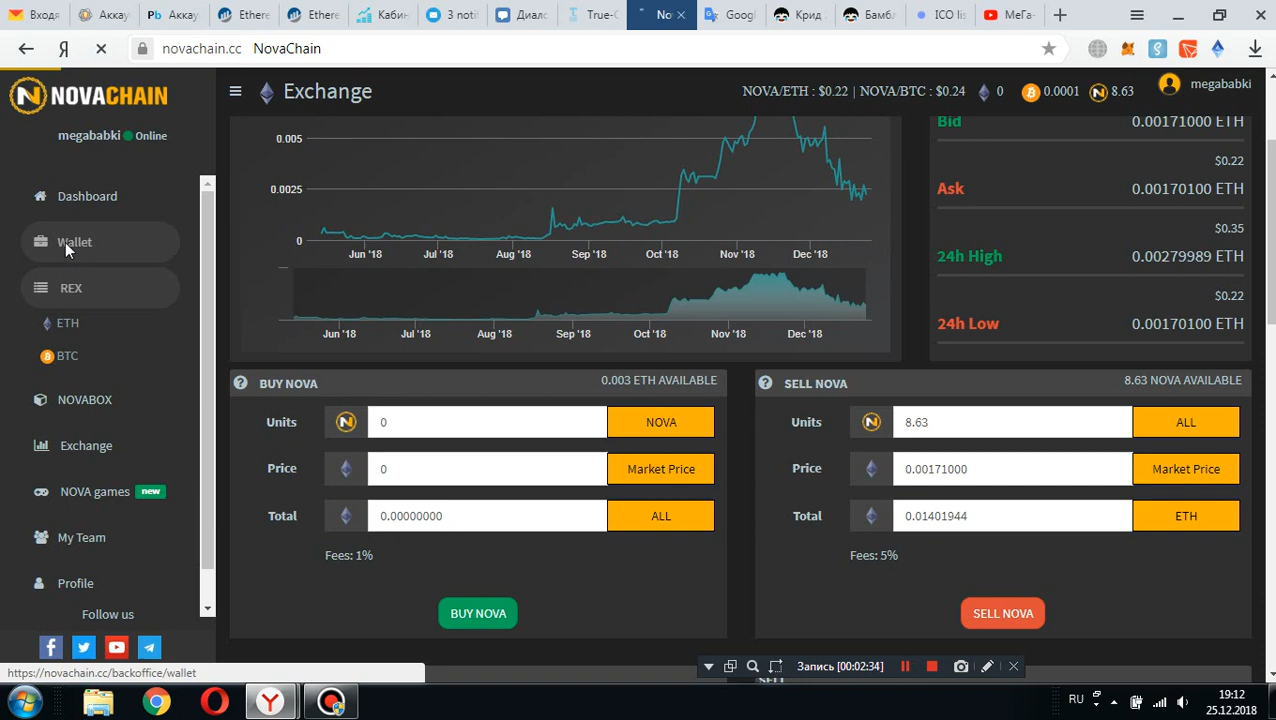 Входя
Аккау
Pb Аккау
Ethere
Ethere
Кабин
3 notif
Диало
True-C
No
Googl
Крид
Бамбл
ICO lis
МеГа-
novachain.cc NovaChain
NOVACHAIN
megababki Online
Dashboard
Wallet
REX
ETH
BTC
NOVABOX
Exchange
NOVA games new
My Team
Profile
Follow us
Exchange
NOVA/ETH : $0.22 | NOVA/BTC : $0.24 0 0.0001 8.63 megababki
0.005
0.0025
0
Jun '18 Jul '18 Aug '18 Sep '18 Oct '18 Nov '18 Dec '18
Jun '18 Jul '18 Aug '18 Sep '18 Oct '18 Nov '18 Dec '18
Bid 0.00171000 ETH
$0.22
Ask 0.00170100 ETH
$0.35
24h High 0.00279989 ETH
$0.22
24h Low 0.00170100 ETH
BUY NOVA 0.003 ETH AVAILABLE
Units 0 NOVA
Price 0 Market Price
Total 0.00000000 ALL
Fees: 1%
BUY NOVA
SELL NOVA 8.63 NOVA AVAILABLE
Units 8.63 ALL
Price 0.00171000 Market Price
Total 0.01401944 ETH
Fees: 5%
SELL NOVA
Запись [00:02:34]
SELL
https://novachain.cc/backoffice/wallet
RU
19:12
25.12.2018